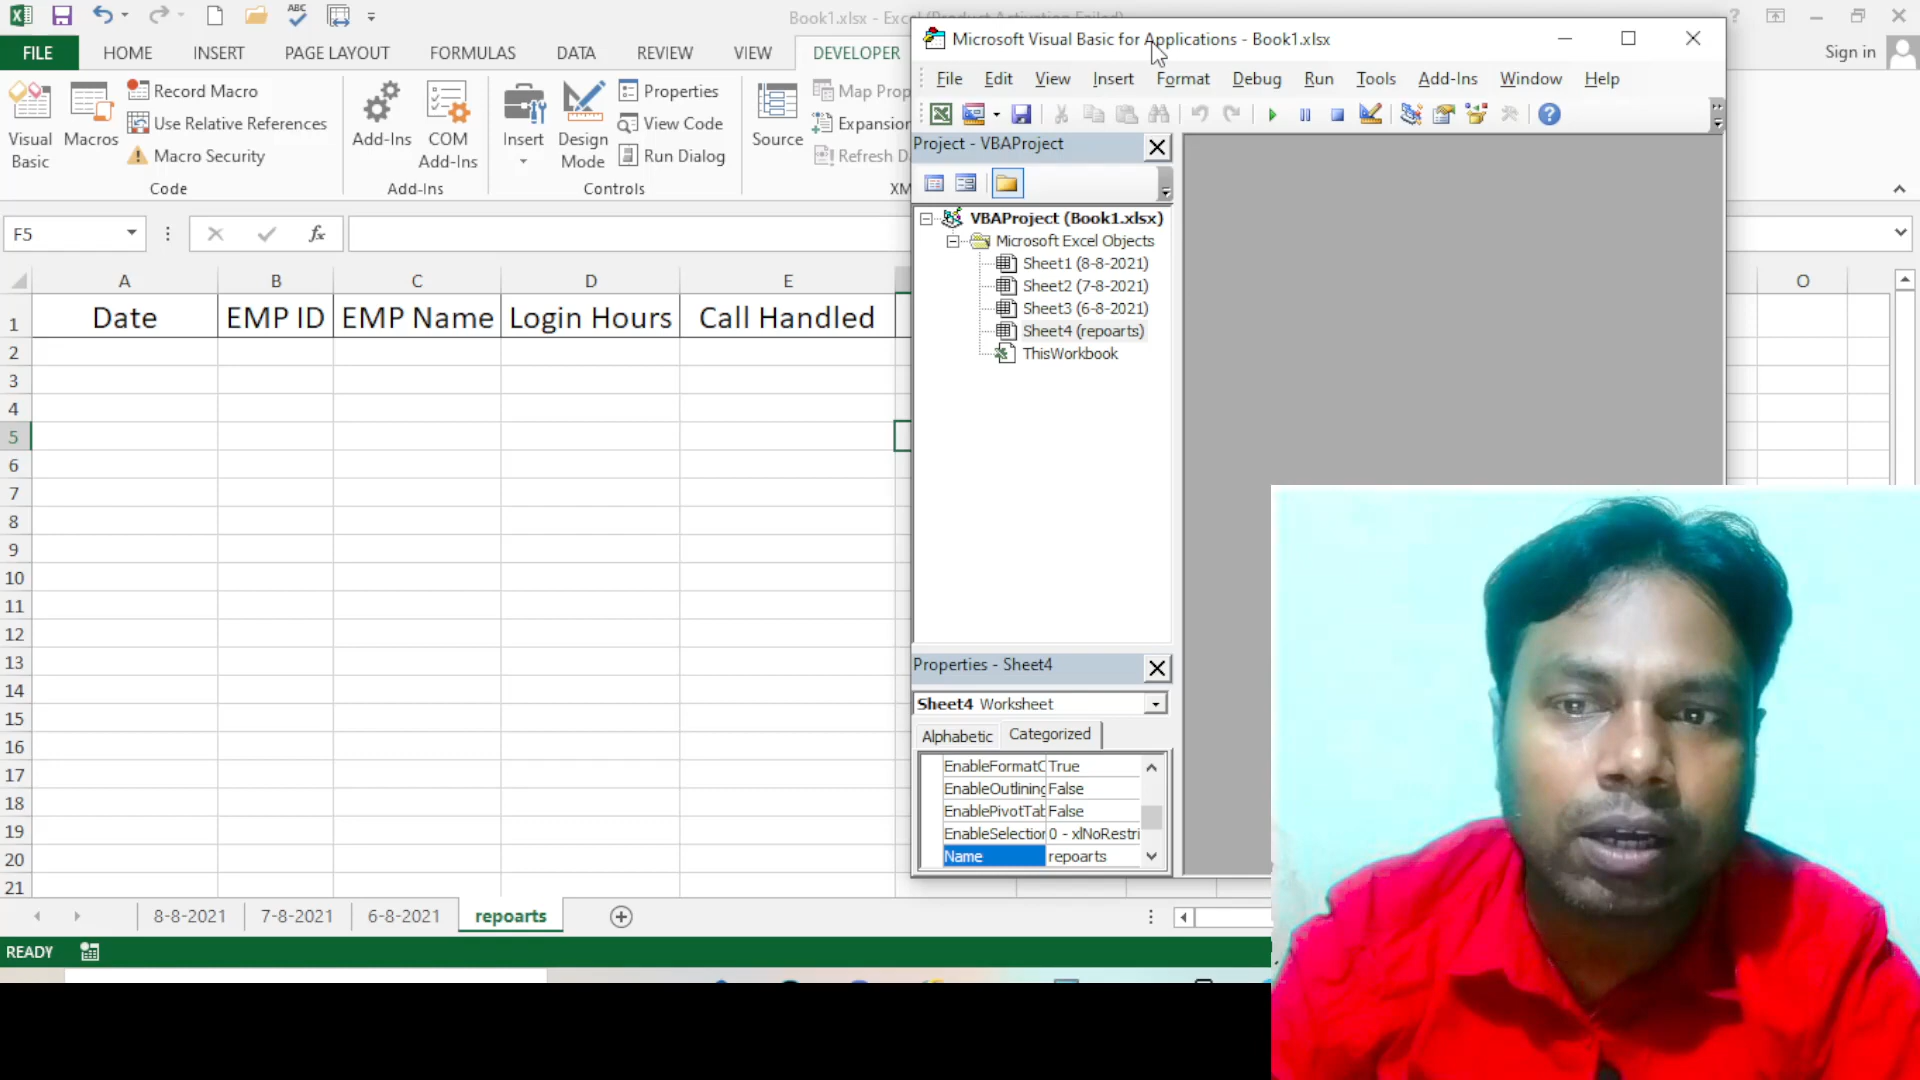 Book1.xlsx - Excel (Product Activation Failed)
FILE HOME INSERT PAGE LAYOUT FORMULAS DATA REVIEW VIEW DEVELOPER
Sign in
Visual Basic
Macros
Record Macro
Use Relative References
Macro Security
Code
Add-Ins
COM Add-Ins
Add-Ins
Insert
Design Mode
Properties
View Code
Run Dialog
Controls
Source
Map Prop
Expansion
Refresh D
XM
F5
fx
A B C D E O
1 Date EMP ID EMP Name Login Hours Call Handled
2
3
4
5
6
7
8
9
10
11
12
13
14
15
16
17
18
19
20
21
8-8-2021 7-8-2021 6-8-2021 repoarts
READY
Microsoft Visual Basic for Applications - Book1.xlsx
File Edit View Insert Format Debug Run Tools Add-Ins Window Help
Project - VBAProject
VBAProject (Book1.xlsx)
Microsoft Excel Objects
Sheet1 (8-8-2021)
Sheet2 (7-8-2021)
Sheet3 (6-8-2021)
Sheet4 (repoarts)
ThisWorkbook
Properties - Sheet4
Sheet4 Worksheet
Alphabetic Categorized
EnableFormatC True
EnableOutlining False
EnablePivotTab False
EnableSelection 0 - xlNoRestri
Name repoarts